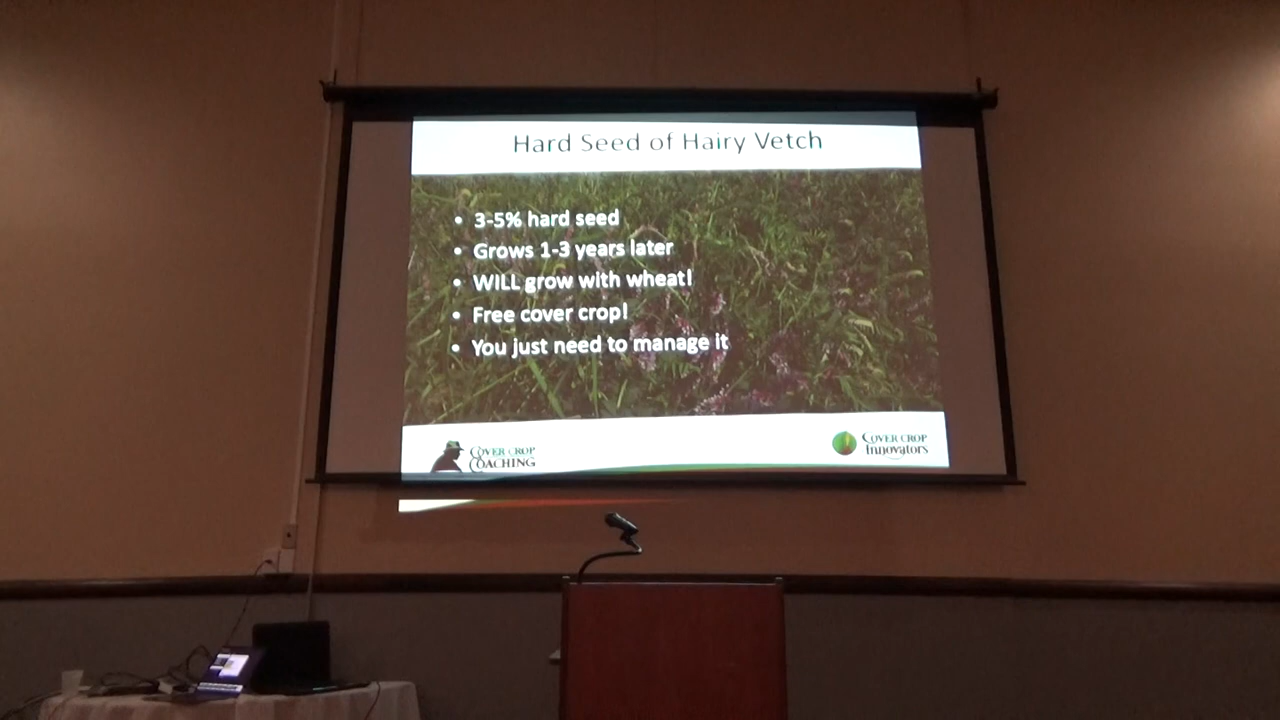 Hard Seed of Hairy Vetch
• 3-5% hard seed
• Grows 1-3 years later
• WILL grow with wheat!
• Free cover crop!
• You just need to manage it
COVER CROP
COACHING
COVER CROP
INNOVATORS